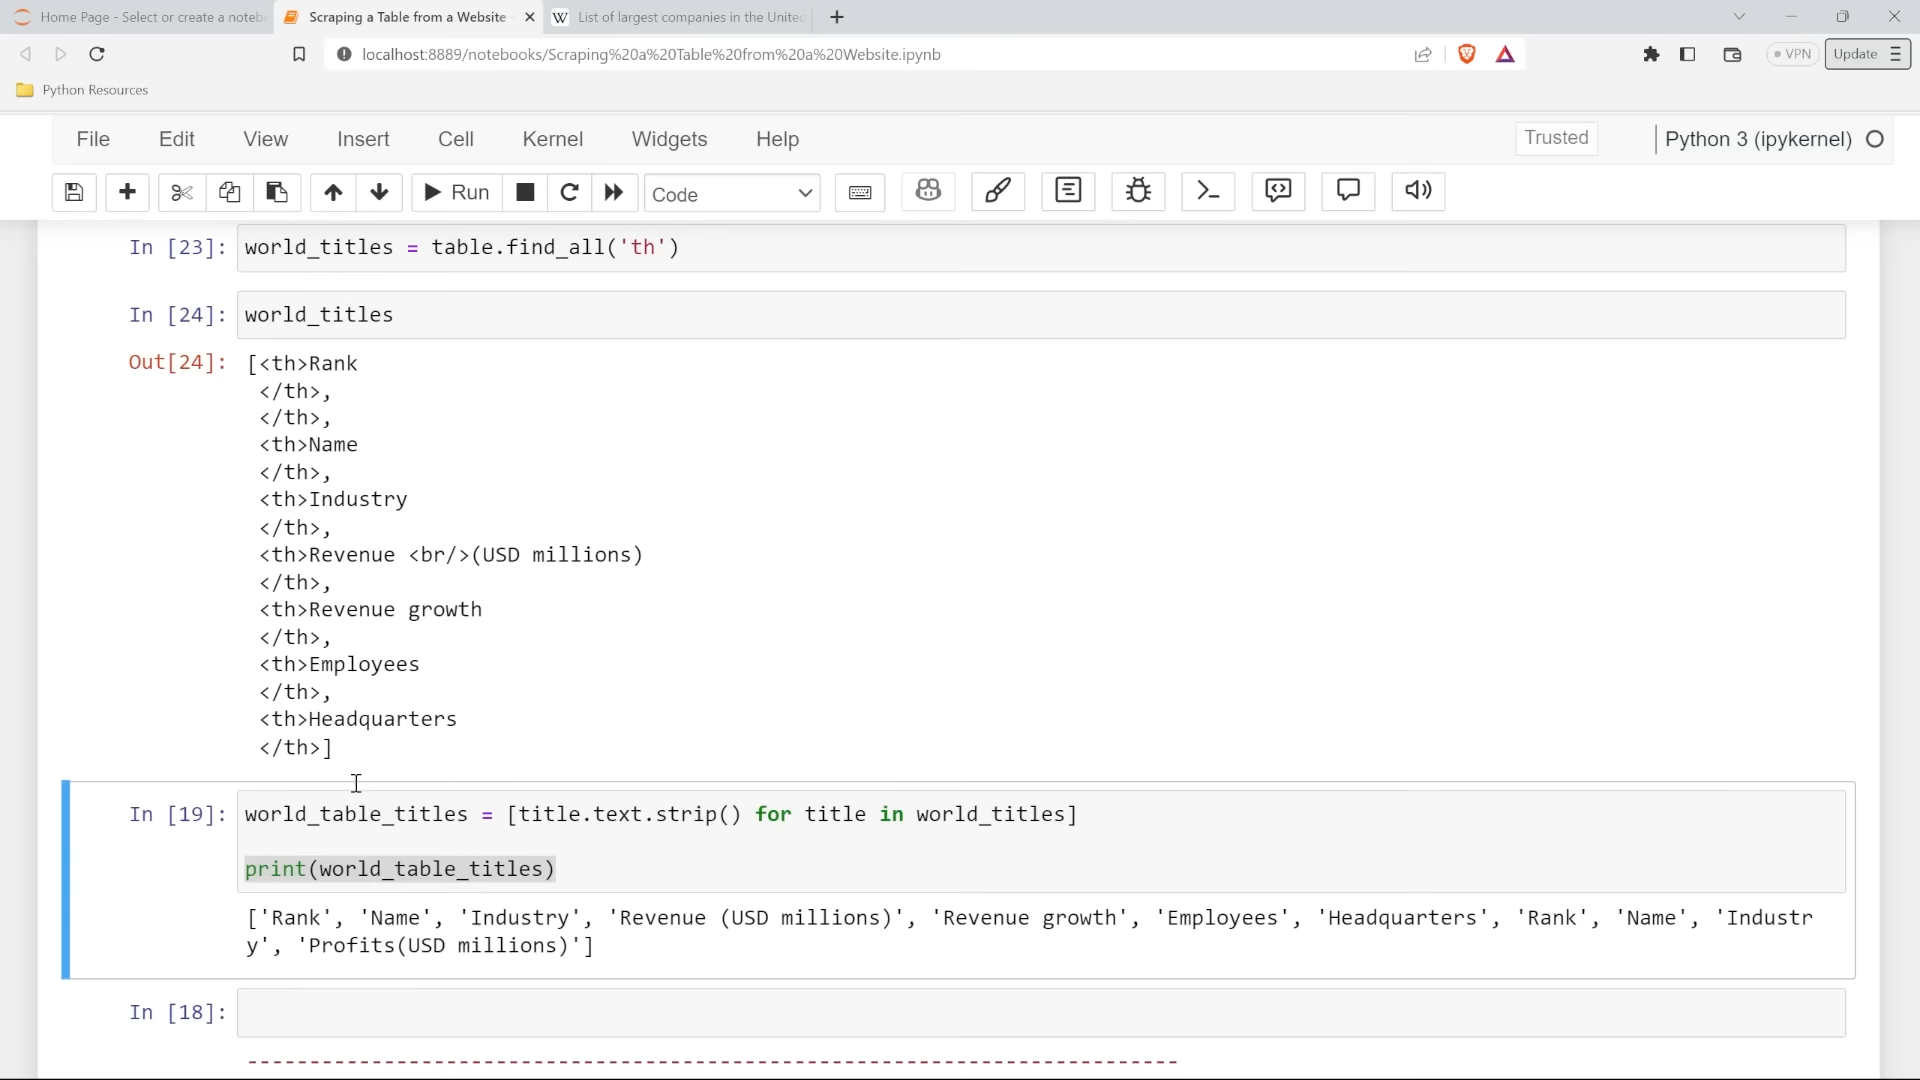 Home Page - Select or create a noteb
Scraping a Table from a Website
W List of largest companies in the Unite
localhost:8889/notebooks/Scraping%20a%20Table%20from%20a%20Website.ipynb
VPN
Update
Python Resources
File Edit View Insert Cell Kernel Widgets Help
Trusted
Python 3 (ipykernel)
Run
Code
In [23]: world_titles = table.find_all('th')
In [24]: world_titles
Out[24]: [<th>Rank
</th>,
</th>,
<th>Name
</th>,
<th>Industry
</th>,
<th>Revenue <br/>(USD millions)
</th>,
<th>Revenue growth
</th>,
<th>Employees
</th>,
<th>Headquarters
</th>]
In [19]: world_table_titles = [title.text.strip() for title in world_titles]
print(world_table_titles)
['Rank', 'Name', 'Industry', 'Revenue (USD millions)', 'Revenue growth', 'Employees', 'Headquarters', 'Rank', 'Name', 'Industr
y', 'Profits(USD millions)']
In [18]:
---------------------------------------------------------------------------